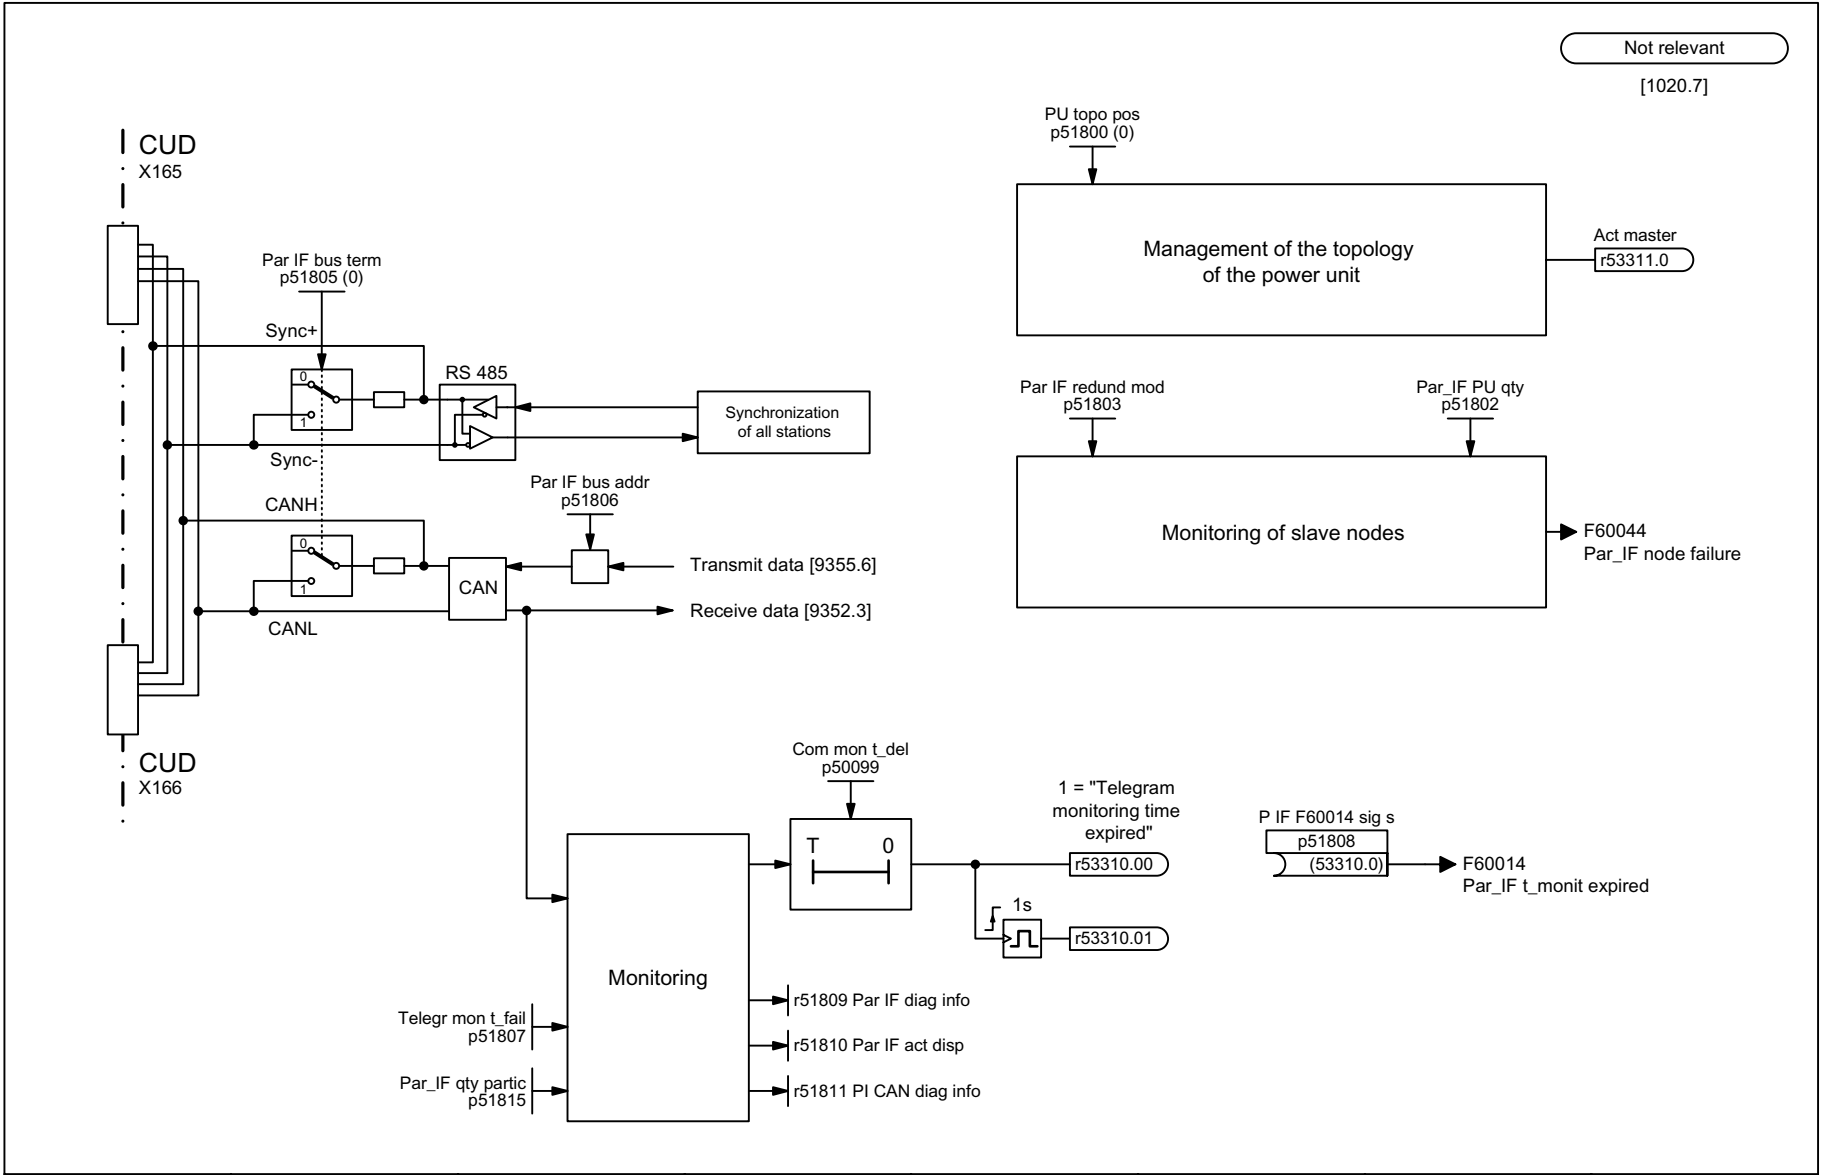 Not relevant
[1020.7]
PU topo pos
p51800 (0)
CUD
X165
Management of the topology
of the power unit
Act master
r53311.0
Par IF bus term
p51805 (0)
Sync+
0
1
RS 485
Synchronization
of all stations
Sync-
Par IF redund mod
p51803
Par_IF PU qty
p51802
Par IF bus addr
p51806
CANH
0
1
CAN
Transmit data [9355.6]
Receive data [9352.3]
CANL
Monitoring of slave nodes
F60044
Par_IF node failure
CUD
X166
Com mon t_del
p50099
T 0
1 = "Telegram
monitoring time
expired"
r53310.00
1s
r53310.01
P IF F60014 sig s
p51808
(53310.0)
F60014
Par_IF t_monit expired
Monitoring
Telegr mon t_fail
p51807
Par_IF qty partic
p51815
r51809 Par IF diag info
r51810 Par IF act disp
r51811 PI CAN diag info